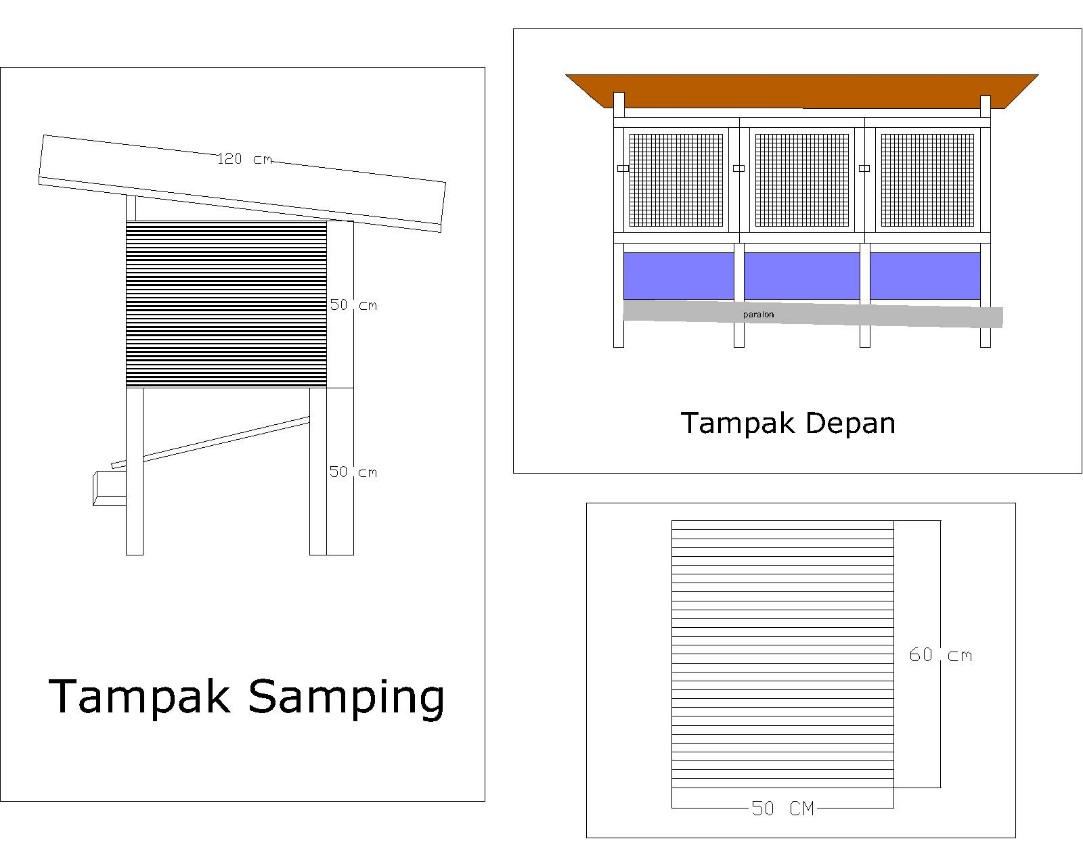 120 cm
50 cm
50 cm
Tampak Samping
paralon
Tampak Depan
60 cm
50 CM